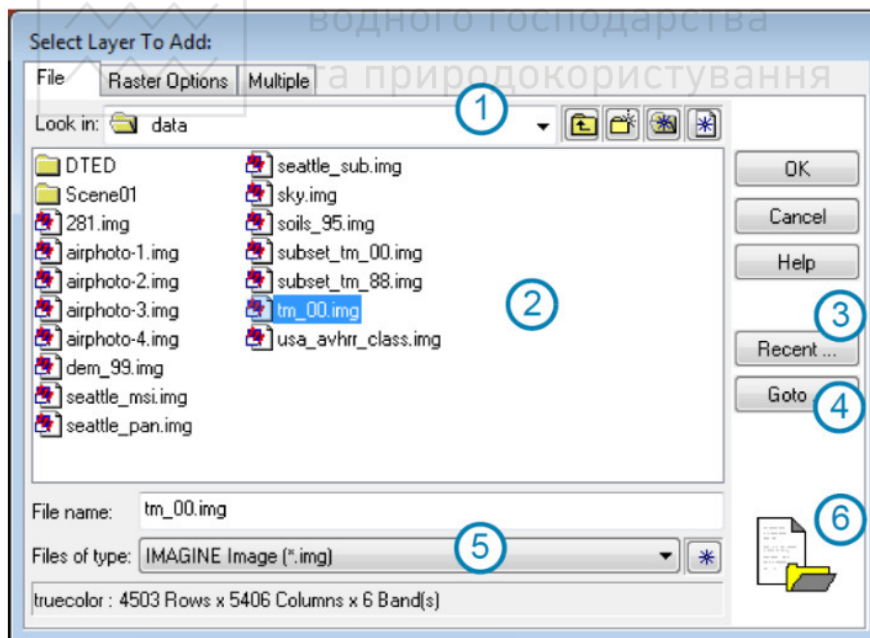 водного господарства
Select Layer To Add:
та природокористування
File Raster Options Multiple
1
Look in: data
DTED
Scene01
281.img
airphoto-1.img
airphoto-2.img
airphoto-3.img
airphoto-4.img
dem_99.img
seattle_msi.img
seattle_pan.img
seattle_sub.img
sky.img
soils_95.img
subset_tm_00.img
subset_tm_88.img
tm_00.img
usa_avhrr_class.img
2
OK
Cancel
Help
3
Recent ...
Goto ...
4
File name: tm_00.img
6
Files of type: IMAGINE Image (*.img)
5
truecolor : 4503 Rows x 5406 Columns x 6 Band(s)